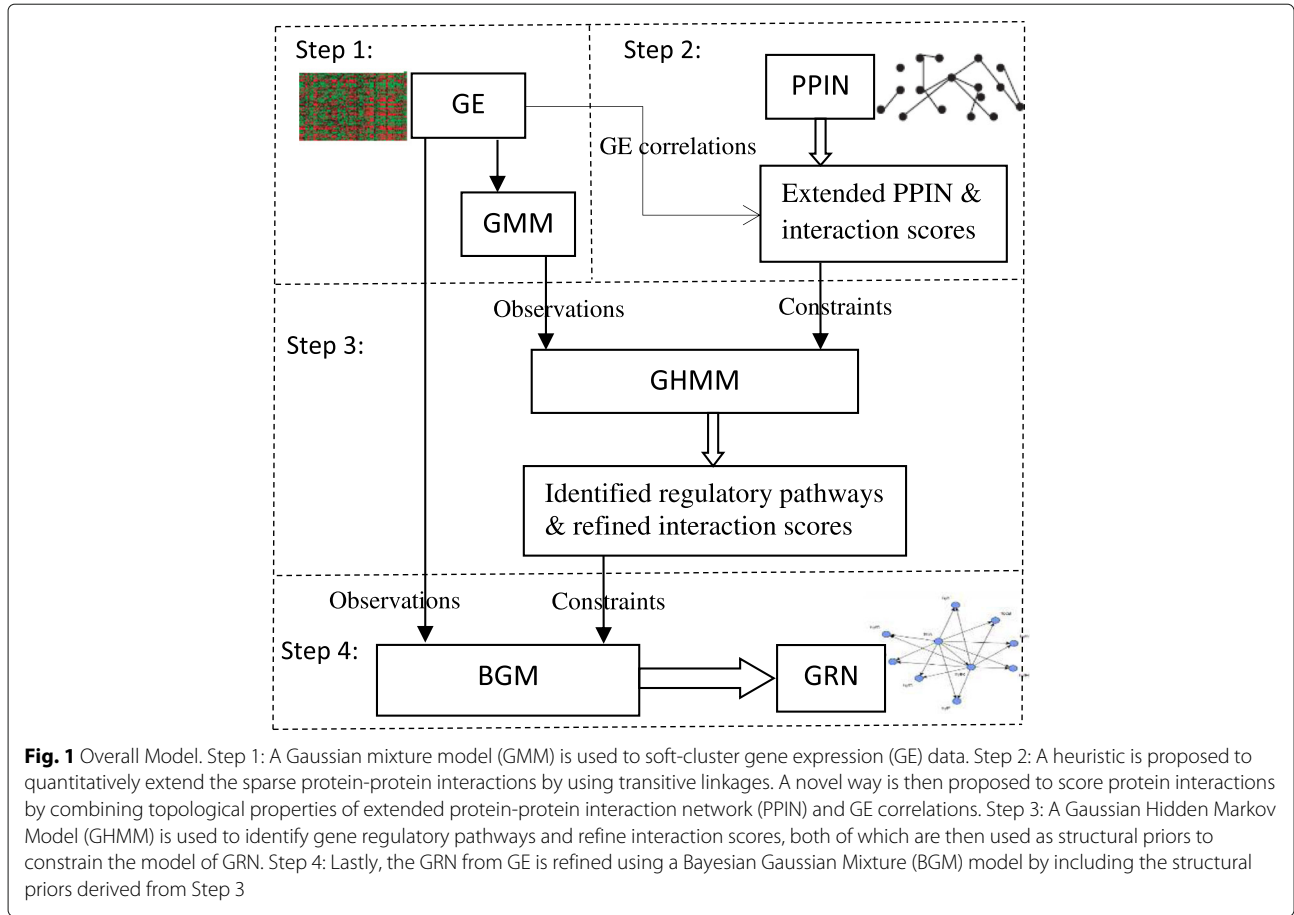 Step 1:
Step 2:
GE
PPIN
GE correlations
GMM
Extended PPIN &
interaction scores
Observations
Constraints
Step 3:
GHMM
Identified regulatory pathways
& refined interaction scores
Observations
Constraints
Step 4:
BGM
GRN
Fig. 1 Overall Model. Step 1: A Gaussian mixture model (GMM) is used to soft-cluster gene expression (GE) data. Step 2: A heuristic is proposed to
quantitatively extend the sparse protein-protein interactions by using transitive linkages. A novel way is then proposed to score protein interactions
by combining topological properties of extended protein-protein interaction network (PPIN) and GE correlations. Step 3: A Gaussian Hidden Markov
Model (GHMM) is used to identify gene regulatory pathways and refine interaction scores, both of which are then used as structural priors to
constrain the model of GRN. Step 4: Lastly, the GRN from GE is refined using a Bayesian Gaussian Mixture (BGM) model by including the structural
priors derived from Step 3